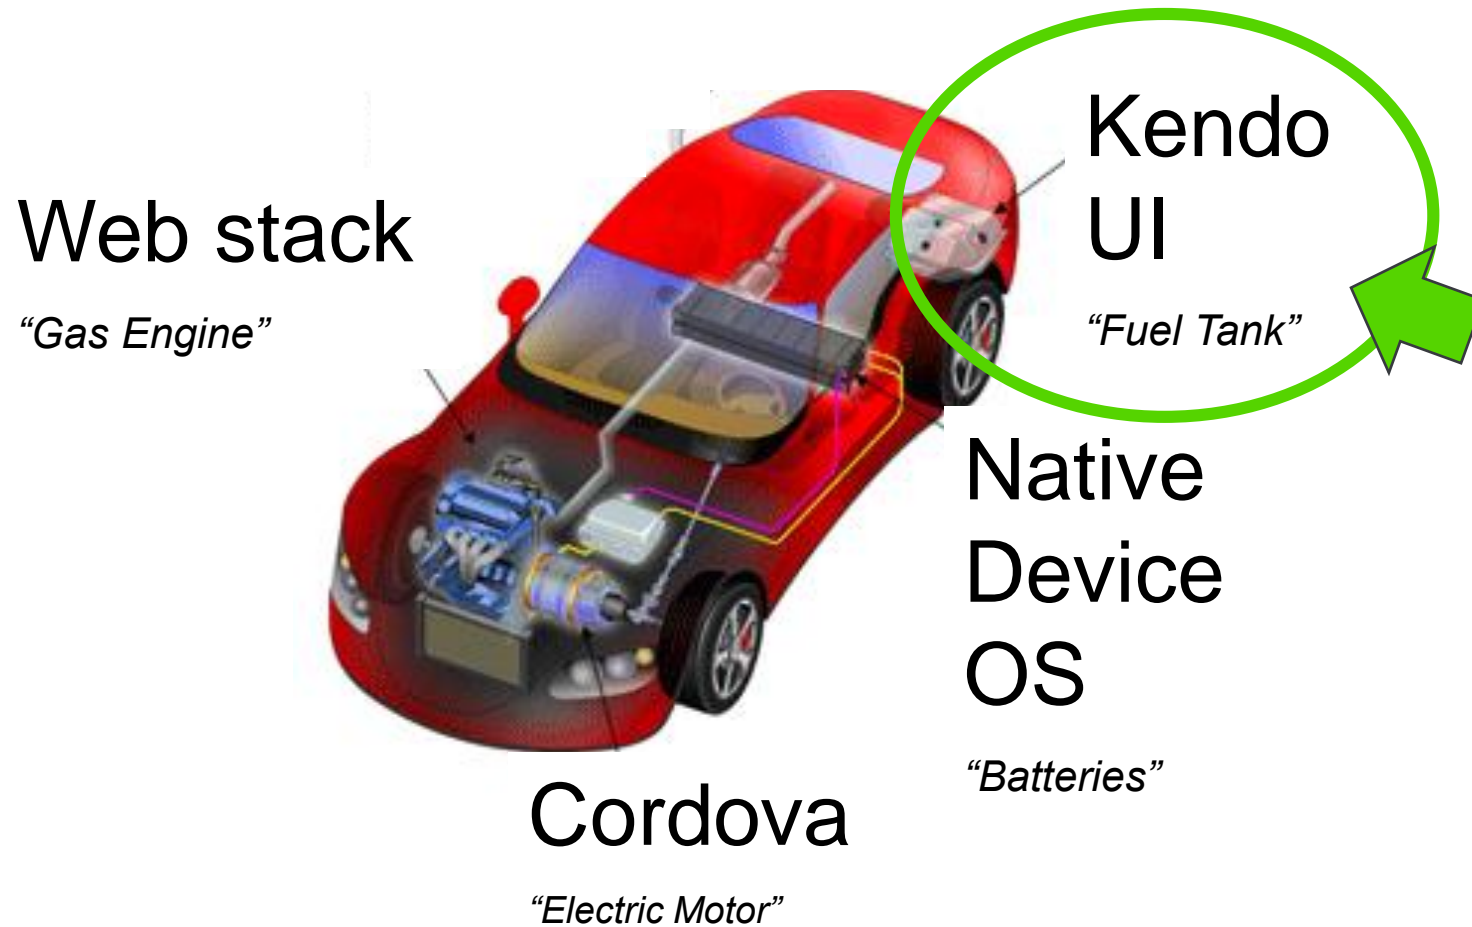 Web stack
“Gas Engine”
Kendo
UI
“Fuel Tank”
Native
Device
OS
“Batteries”
Cordova
“Electric Motor”